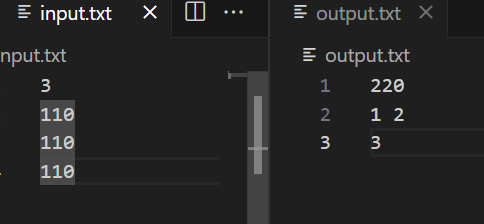 input.txt
output.txt
nput.txt
output.txt
3
110
110
110
1 220
2 1 2
3 3